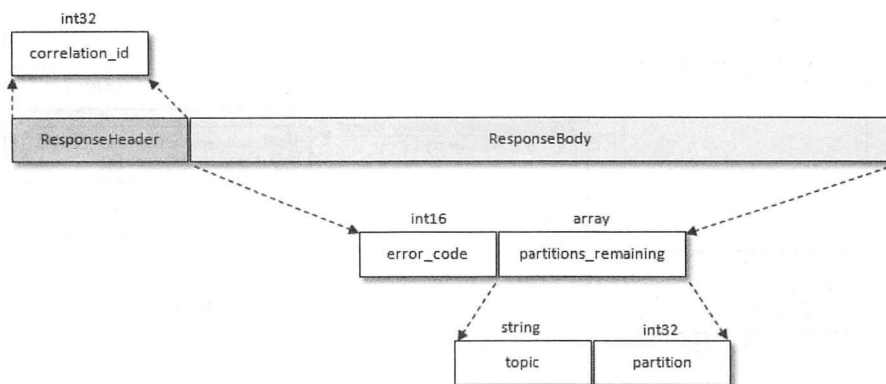 int32
correlation_id
ResponseHeader ResponseBody
int16 array
error_code partitions_remaining
string int32
topic partition